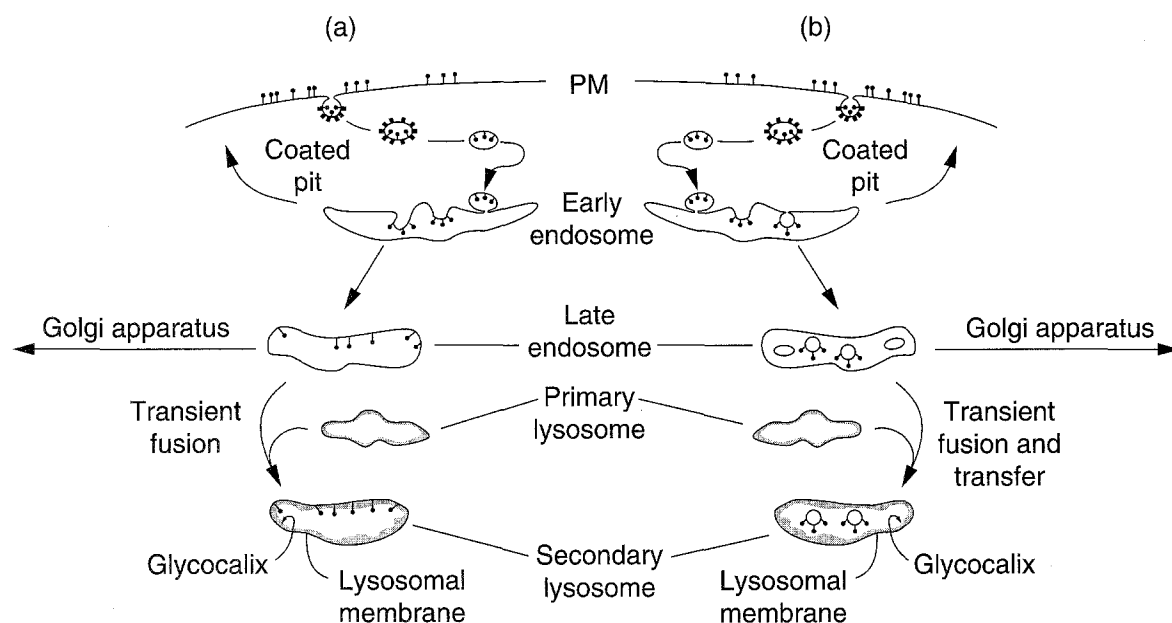 (a)
(b)
PM
Coated
pit
Coated
pit
Early
endosome
Golgi apparatus
Late
endosome
Golgi apparatus
Transient
fusion
Primary
lysosome
Transient
fusion and
transfer
Glycocalix
Lysosomal
membrane
Secondary
lysosome
Lysosomal
membrane
Glycocalix